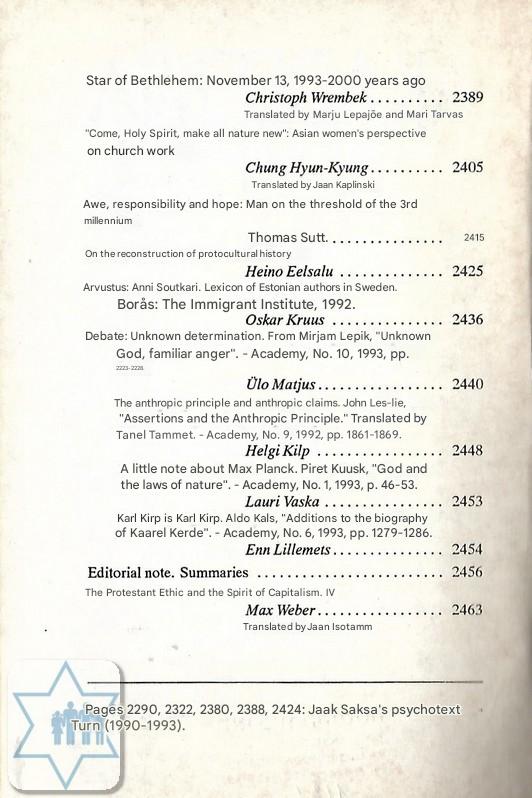 Star of Bethlehem: November 13, 1993-2000 years ago
Christoph Wrembek .......... 2389
Translated by Marju Lepajõe and Mari Tarvas
"Come, Holy Spirit, make all nature new": Asian women's perspective
on church work
Chung Hyun-Kyung .......... 2405
Translated by Jaan Kaplinski
Awe, responsibility and hope: Man on the threshold of the 3rd
millennium
Thomas Sutt. ............... 2415
On the reconstruction of protocultural history
Heino Eelsalu .............. 2425
Arvustus: Anni Soutkari. Lexicon of Estonian authors in Sweden.
Borås: The Immigrant Institute, 1992.
Oskar Kruus ............... 2436
Debate: Unknown determination. From Mirjam Lepik, "Unknown
God, familiar anger". - Academy, No. 10, 1993, pp.
2223-2228.
Ülo Matjus ................. 2440
The anthropic principle and anthropic claims. John Les-lie,
"Assertions and the Anthropic Principle." Translated by
Tanel Tammet. - Academy, No. 9, 1992, pp. 1861-1869.
Helgi Kilp ................. 2448
A little note about Max Planck. Piret Kuusk, "God and
the laws of nature". - Academy, No. 1, 1993, p. 46-53.
Lauri Vaska ................ 2453
Karl Kirp is Karl Kirp. Aldo Kals, "Additions to the biography
of Kaarel Kerde". - Academy, No. 6, 1993, pp. 1279-1286.
Enn Lillemets ............... 2454
Editorial note. Summaries ........................... 2456
The Protestant Ethic and the Spirit of Capitalism. IV
Max Weber ................. 2463
Translated by Jaan Isotamm
Pages 2290, 2322, 2380, 2388, 2424: Jaak Saksa's psychotext
Turn (1990-1993).